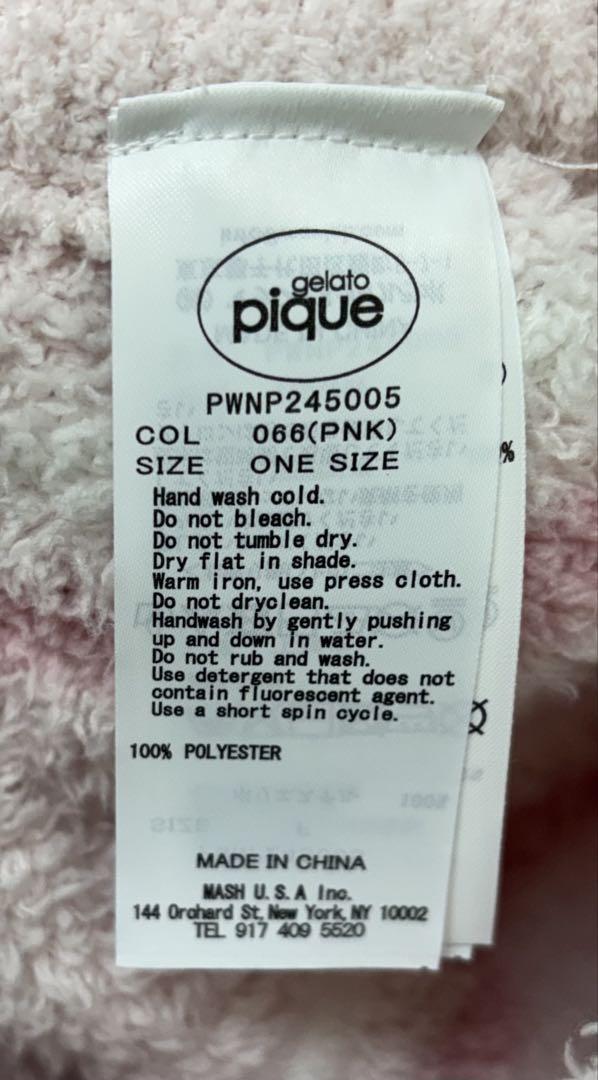 gelato
pique
PWNP245005
COL 066(PNK)
SIZE ONE SIZE
Hand wash cold.
Do not bleach.
Do not tumble dry.
Dry flat in shade.
Warm iron, use press cloth.
Do not dryclean.
Handwash by gently pushing
up and down in water.
Do not rub and wash.
Use detergent that does not
contain fluorescent agent.
Use a short spin cycle.
100% POLYESTER
MADE IN CHINA
MASH U.S.A Inc.
144 Orchard St, New York, NY 10002
TEL 917 409 5520
%